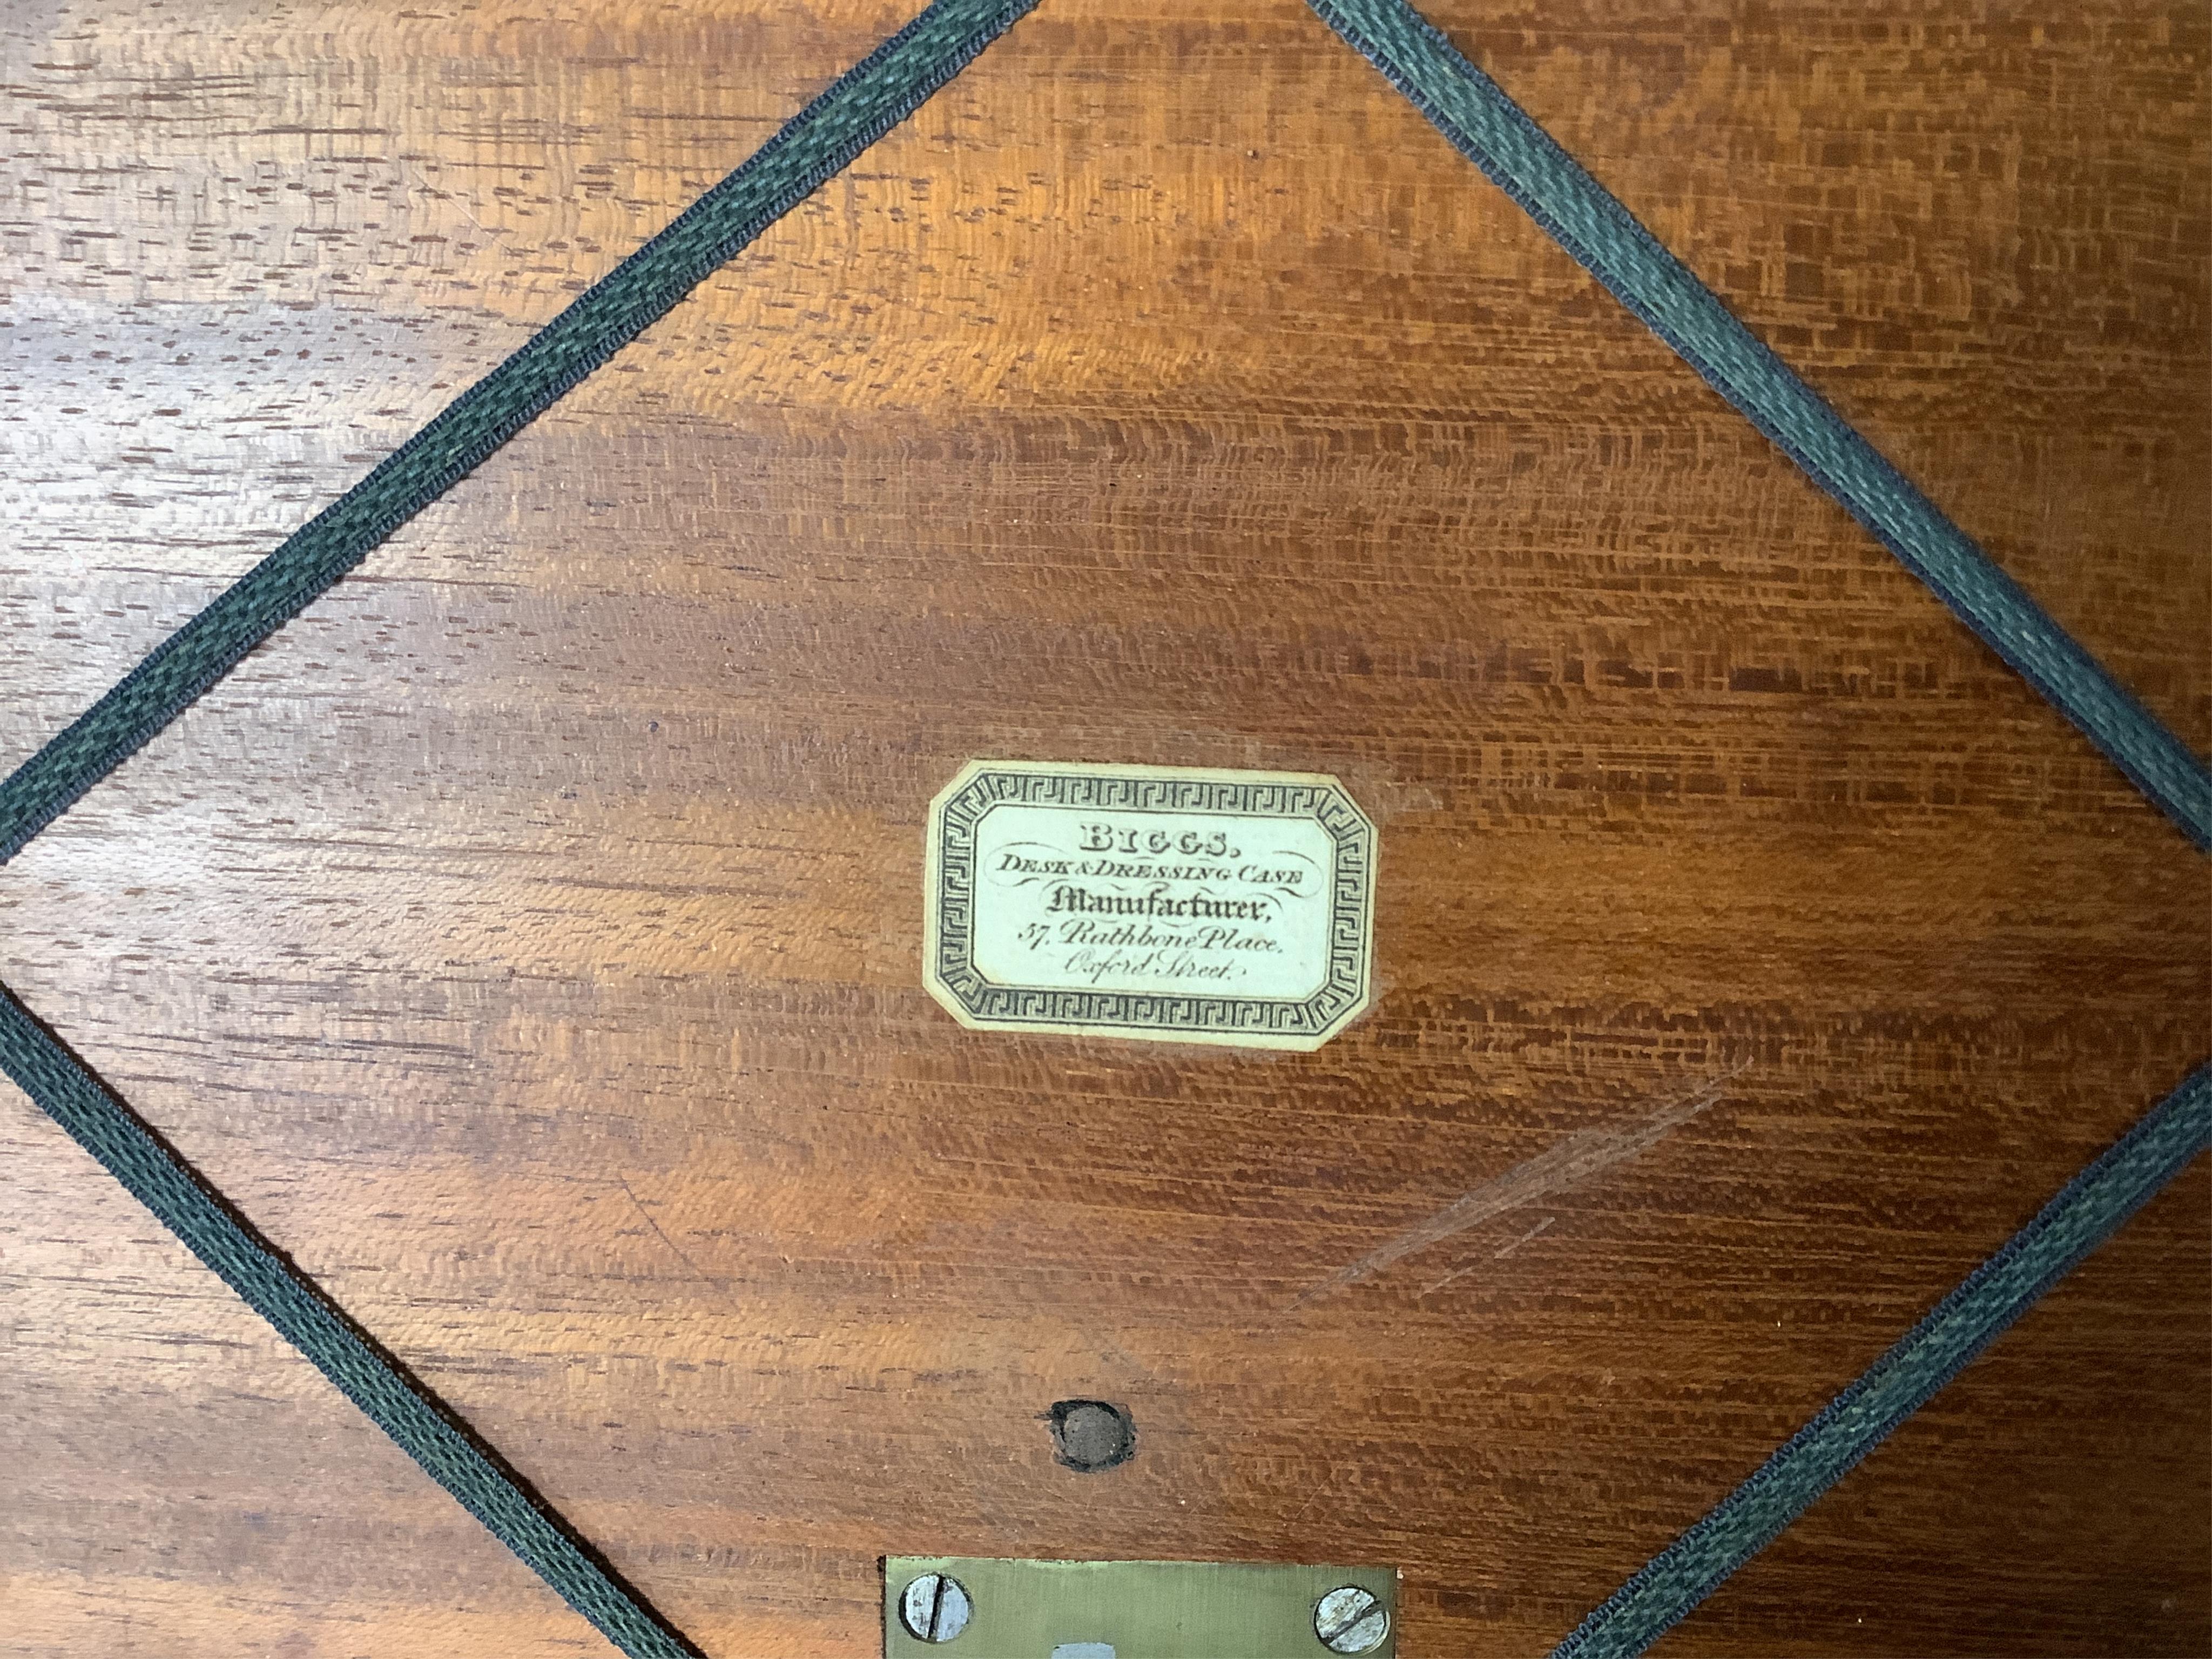 BIGGS,
DESK & DRESSING CASE
Manufacturer,
57. Rathbone Place.
Oxford Street.